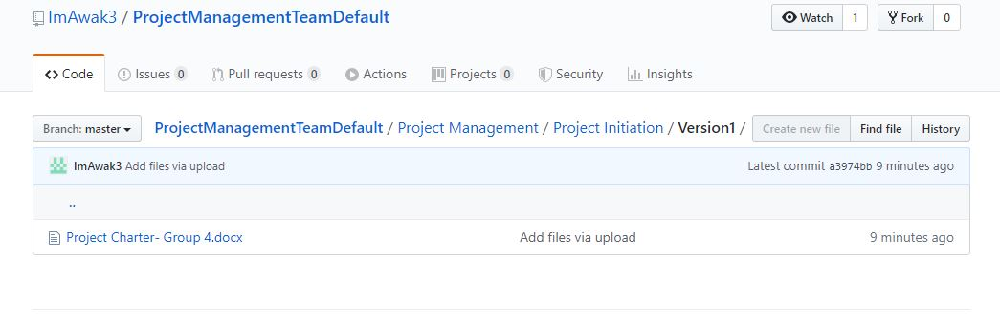 ImAwak3 / ProjectManagementTeamDefault Watch 1 Fork 0
Code Issues 0 Pull requests 0 Actions Projects 0 Security Insights
Branch: master ProjectManagementTeamDefault / Project Management / Project Initiation / Version1 / Create new file Find file History
ImAwak3 Add files via upload Latest commit a3974bb 9 minutes ago
..
Project Charter- Group 4.docx Add files via upload 9 minutes ago